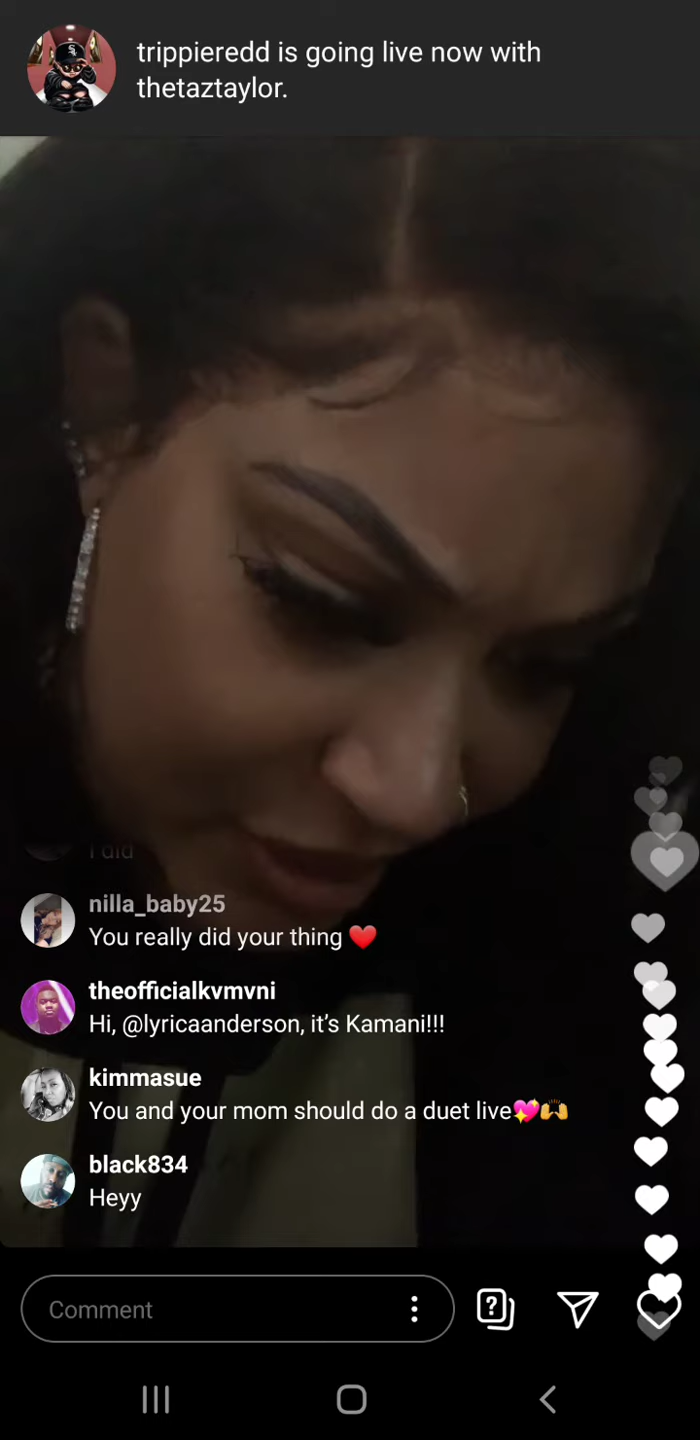 trippieredd is going live now with
thetaztaylor.
I did
nilla_baby25
You really did your thing ❤️
theofficialkvmvni
Hi, @lyricaanderson, it's Kamani!!!
kimmasue
You and your mom should do a duet live💖🙌
black834
Heyy
Comment